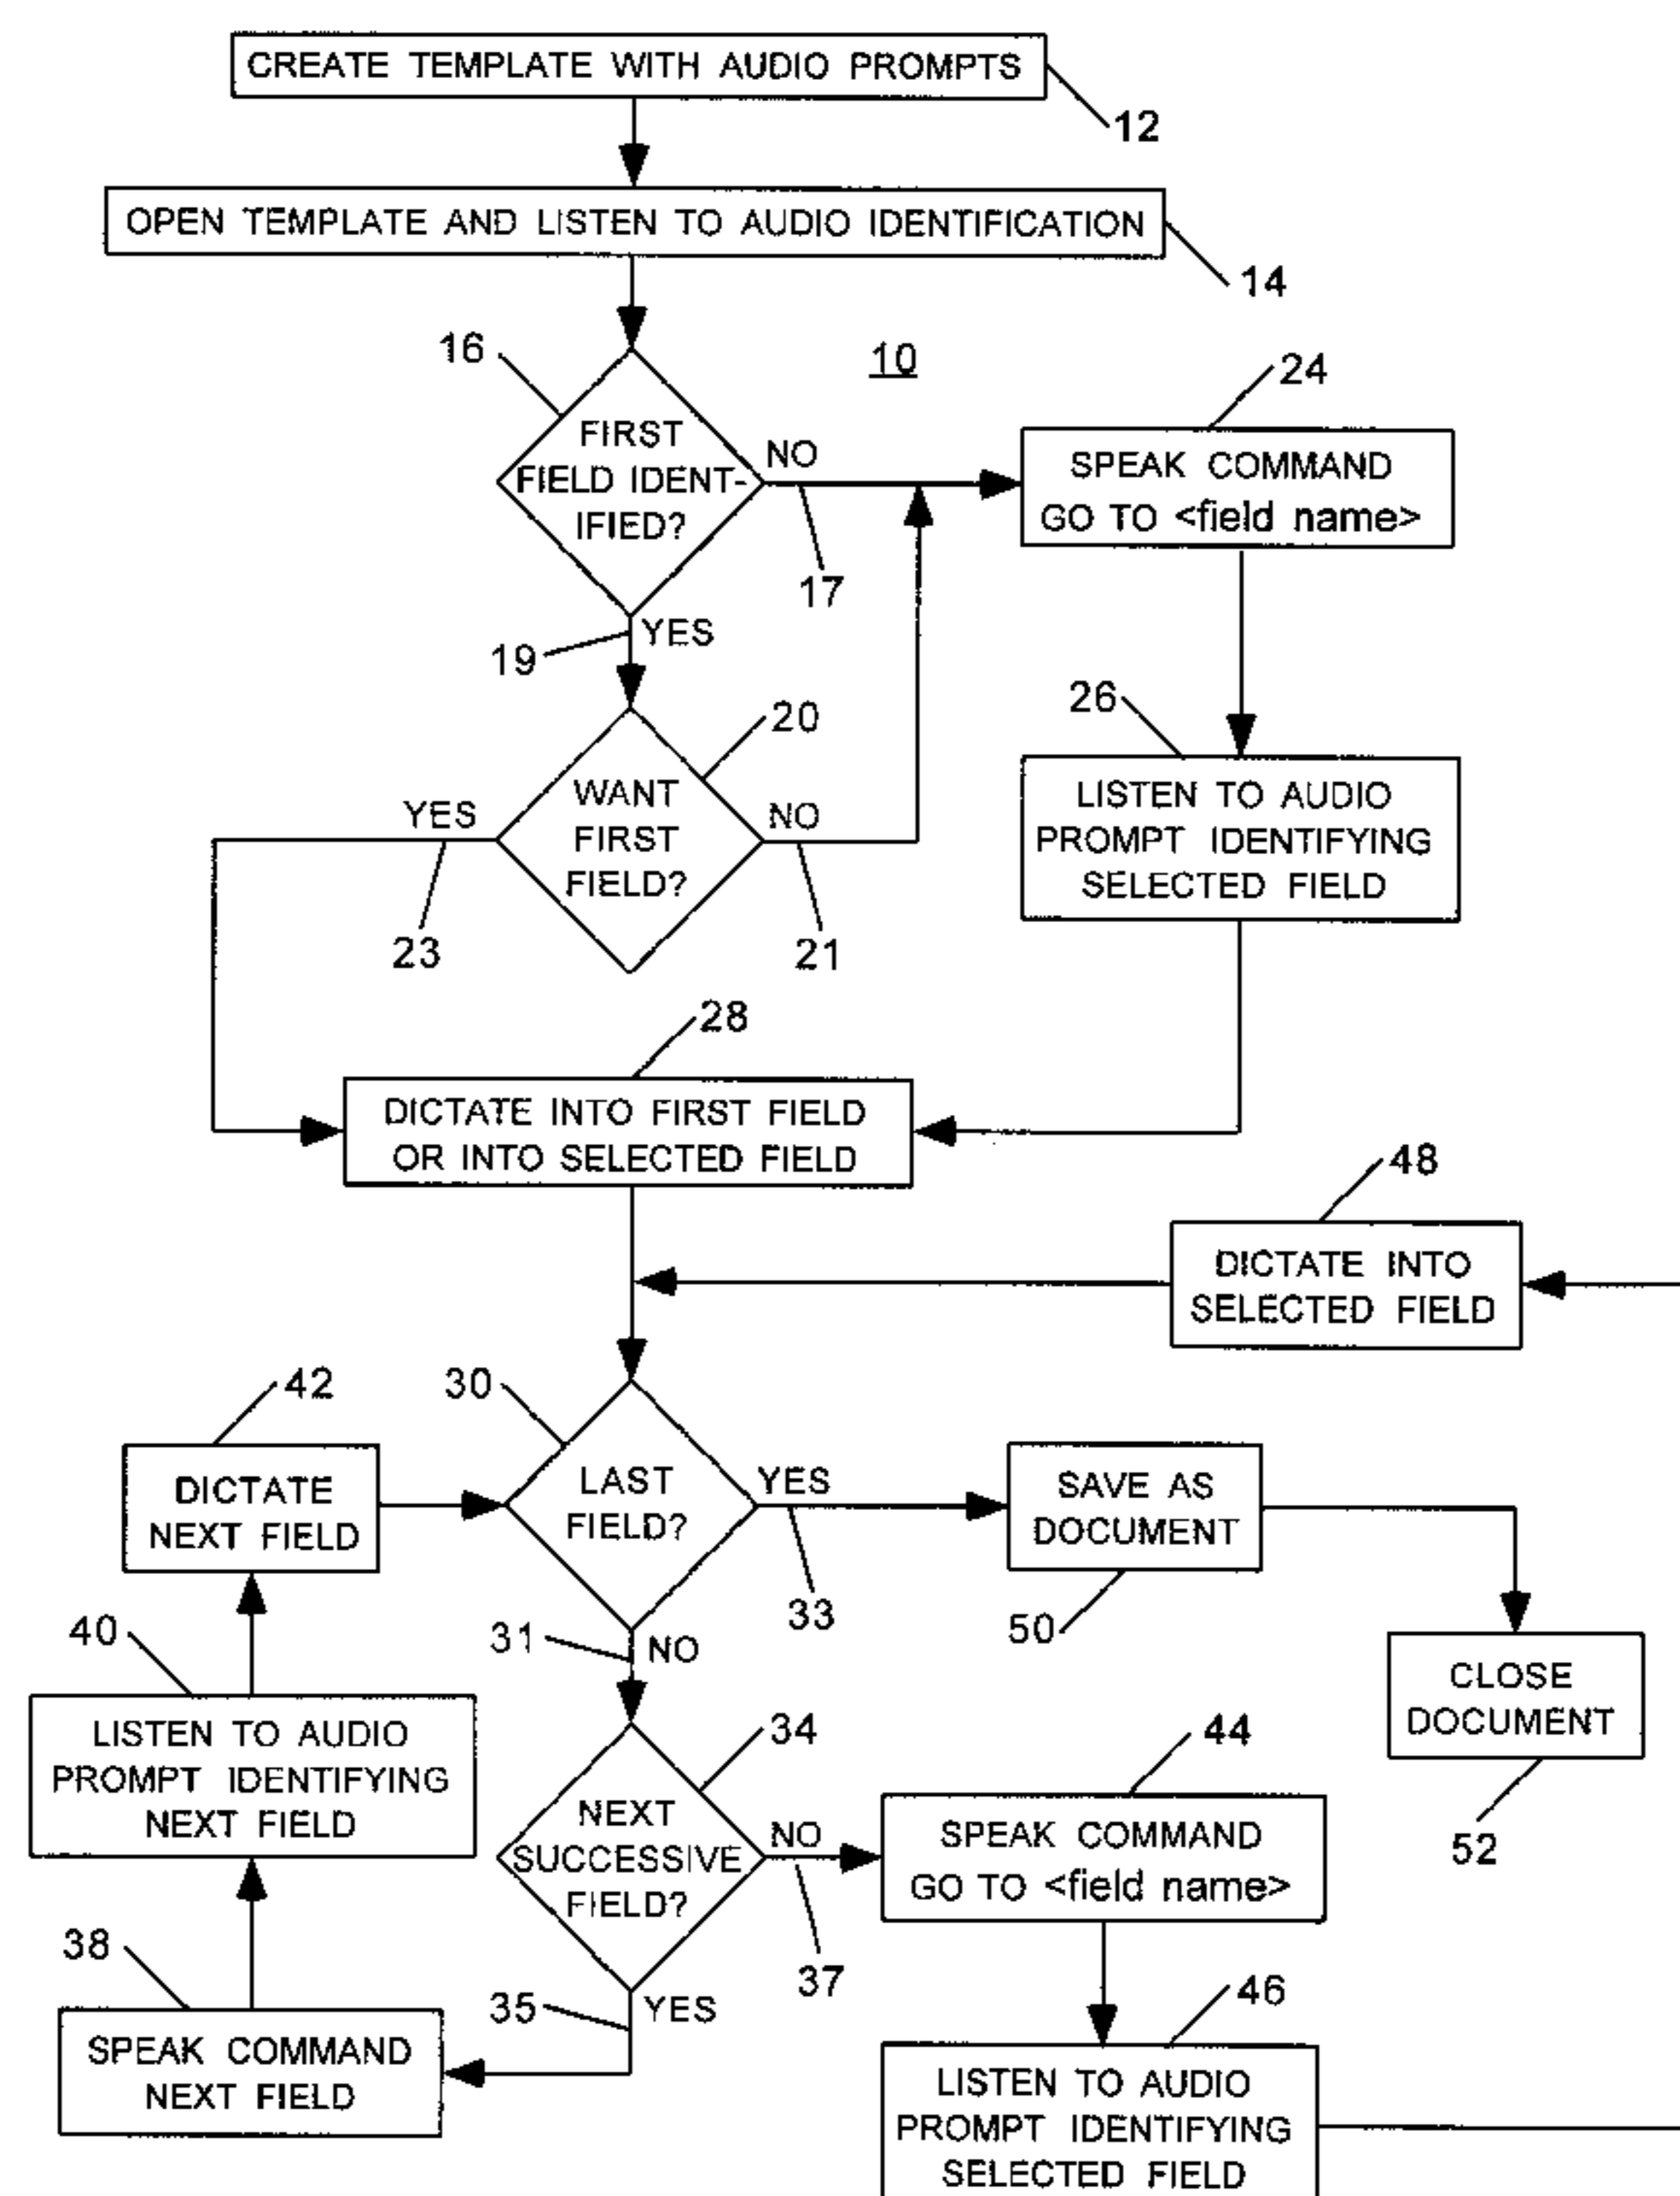 CREATE TEMPLATE WITH AUDIO PROMPTS
12
OPEN TEMPLATE AND LISTEN TO AUDIO IDENTIFICATION
14
16
10
24
FIRST
FIELD IDENT-
IFIED?
NO
17
SPEAK COMMAND
GO TO <field name>
19
YES
20
26
WANT
FIRST
FIELD?
YES
23
NO
21
LISTEN TO AUDIO
PROMPT IDENTIFYING
SELECTED FIELD
28
DICTATE INTO FIRST FIELD
OR INTO SELECTED FIELD
48
DICTATE INTO
SELECTED FIELD
42
30
DICTATE
NEXT FIELD
LAST
FIELD?
YES
33
SAVE AS
DOCUMENT
50
40
31
NO
CLOSE
DOCUMENT
52
LISTEN TO AUDIO
PROMPT IDENTIFYING
NEXT FIELD
34
44
NEXT
SUCCESSIVE
FIELD?
NO
37
SPEAK COMMAND
GO TO <field name>
38
35
YES
46
SPEAK COMMAND
NEXT FIELD
LISTEN TO AUDIO
PROMPT IDENTIFYING
SELECTED FIELD